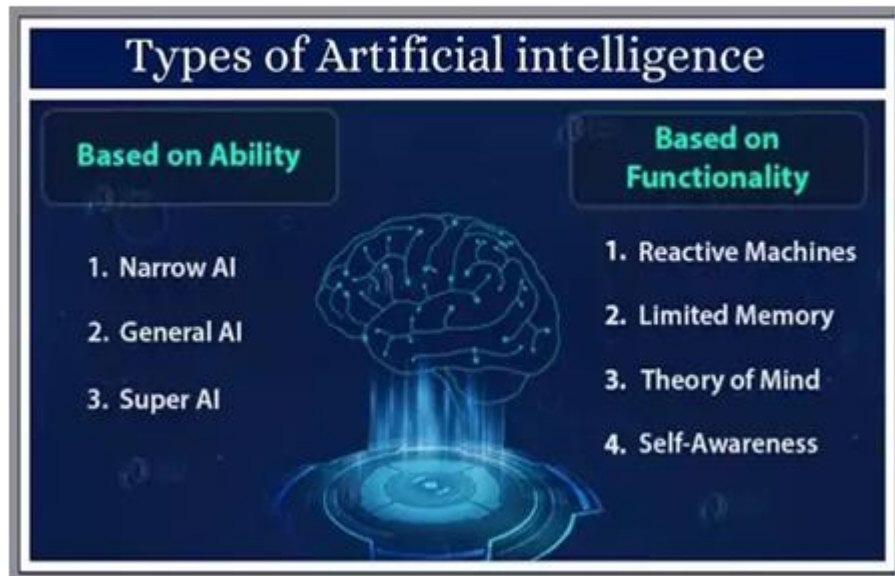 Types of Artificial intelligence
Based on Ability
1. Narrow AI
2. General AI
3. Super AI
Based on
Functionality
1. Reactive Machines
2. Limited Memory
3. Theory of Mind
4. Self-Awareness